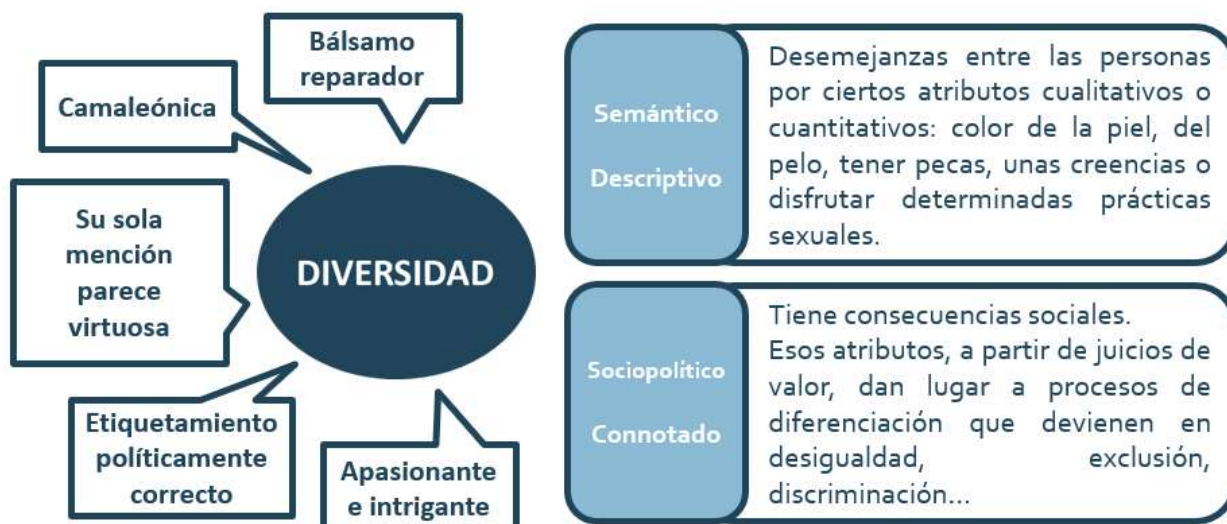 Bálsamo
reparador
Camaleónica
Su sola
mención
parece
virtuosa
DIVERSIDAD
Etiquetamiento
políticamente
correcto
Apasionante
e intrigante
Semántico
Descriptivo
Desemejanzas entre las personas
por ciertos atributos cualitativos o
cuantitativos: color de la piel, del
pelo, tener pecas, unas creencias o
disfrutar determinadas prácticas
sexuales.
Sociopolítico
Connotado
Tiene consecuencias sociales.
Esos atributos, a partir de juicios de
valor, dan lugar a procesos de
diferenciación que devienen en
desigualdad, exclusión,
discriminación...